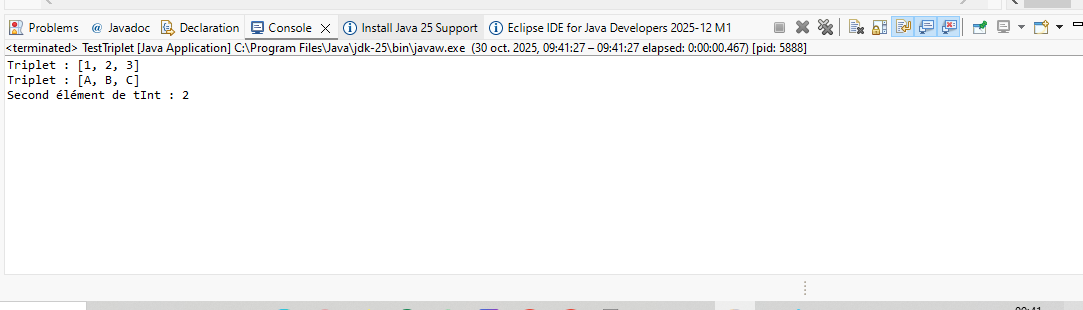 Problems @ Javadoc Declaration Console Install Java 25 Support Eclipse IDE for Java Developers 2025-12 M1
<terminated> TestTriplet [Java Application] C:\Program Files\Java\jdk-25\bin\javaw.exe (30 oct. 2025, 09:41:27 – 09:41:27 elapsed: 0:00:00.467) [pid: 5888]
Triplet : [1, 2, 3]
Triplet : [A, B, C]
Second élément de tInt : 2